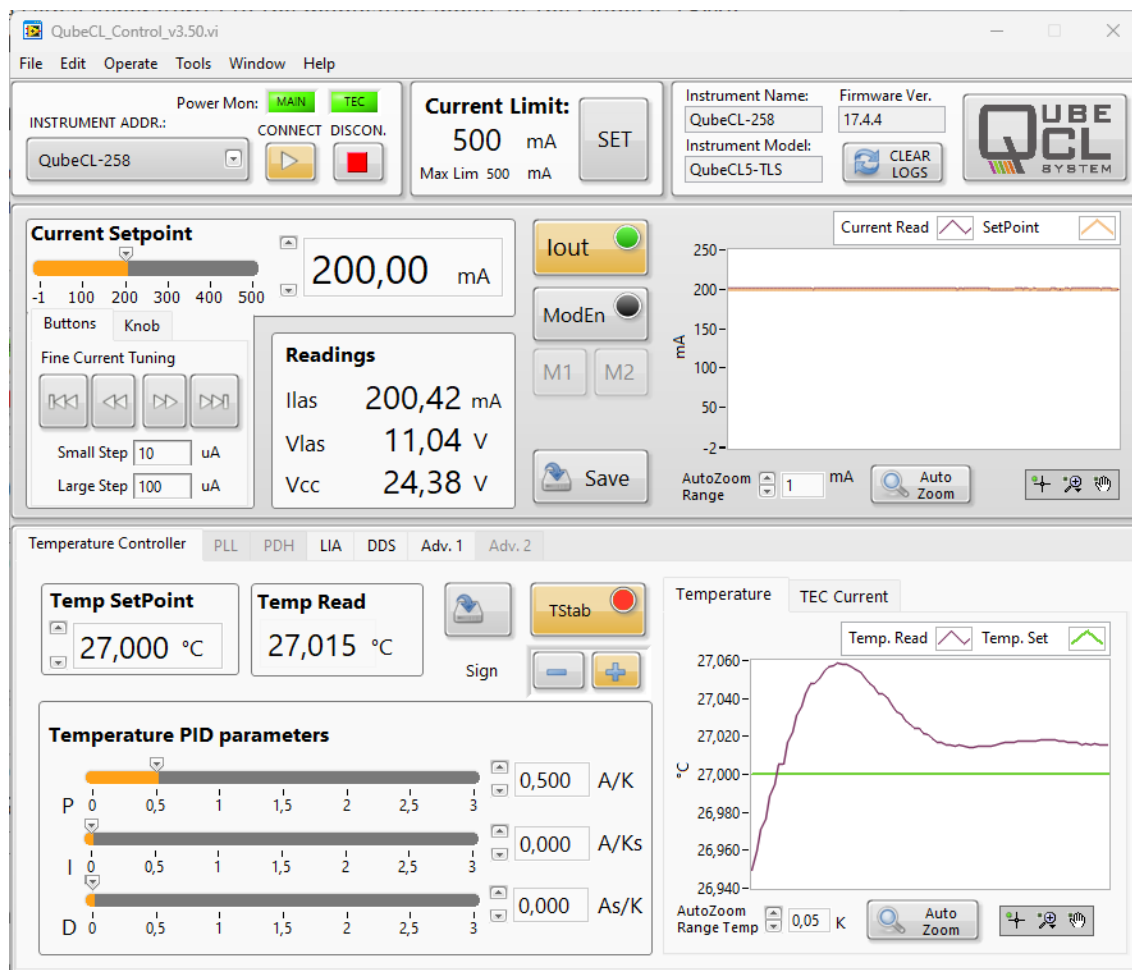 QubeCL_Control_v3.50.vi
File Edit Operate Tools Window Help
Power Mon: MAIN TEC
INSTRUMENT ADDR.: CONNECT DISCON.
QubeCL-258
Current Limit:
500 mA
Max Lim 500 mA
SET
Instrument Name: Firmware Ver.
QubeCL-258 17.4.4
Instrument Model:
QubeCL5-TLS
CLEAR
LOGS
QUBE
CL
SYSTEM
Current Setpoint
200,00 mA
-1 100 200 300 400 500
Buttons Knob
Fine Current Tuning
Small Step 10 uA
Large Step 100 uA
Readings
Ilas 200,42 mA
Vlas 11,04 V
Vcc 24,38 V
Iout
ModEn
M1 M2
Save
Current Read SetPoint
250
200
150
100
50
-2
mA
AutoZoom
Range 1 mA
Auto
Zoom
Temperature Controller PLL PDH LIA DDS Adv. 1 Adv. 2
Temp SetPoint
27,000 °C
Temp Read
27,015 °C
Sign
TStab
Temperature PID parameters
P 0 0,5 1 1,5 2 2,5 3 0,500 A/K
I 0 0,5 1 1,5 2 2,5 3 0,000 A/Ks
D 0 0,5 1 1,5 2 2,5 3 0,000 As/K
Temperature TEC Current
Temp. Read Temp. Set
27,060
27,040
27,020
27,000
26,980
26,960
26,940
°C
AutoZoom
Range Temp 0,05 K
Auto
Zoom